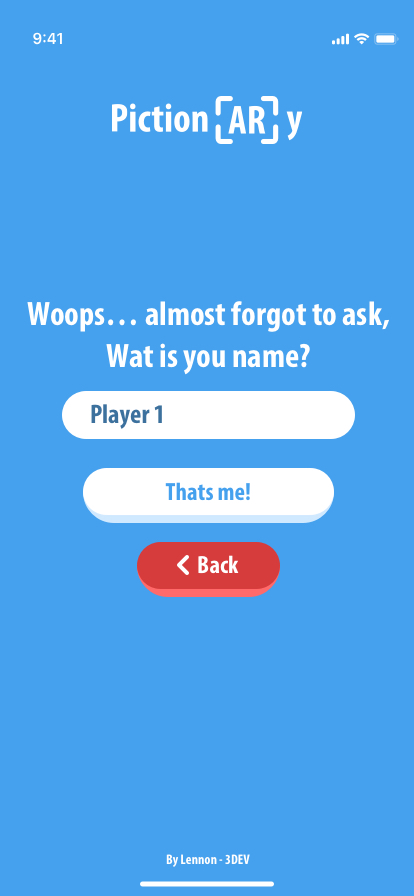 9:41
Piction [AR] y
Woops... almost forgot to ask,
Wat is you name?
Player 1
Thats me!
Back
By Lennon - 3DEV